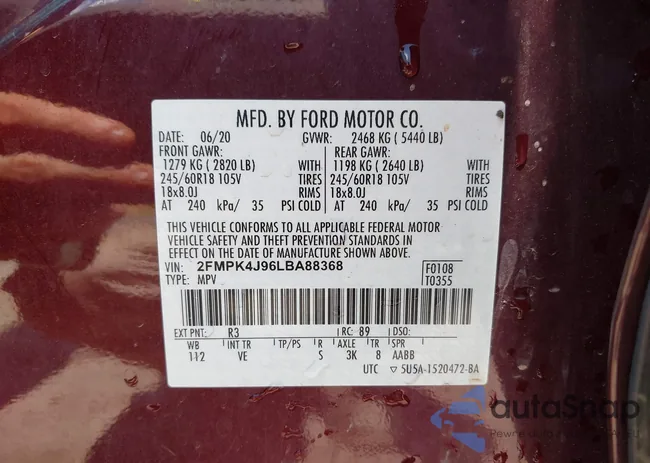 MFD. BY FORD MOTOR CO.
DATE: 06/20 GVWR: 2468 KG ( 5440 LB)
FRONT GAWR: REAR GAWR:
1279 KG ( 2820 LB) WITH 1198 KG ( 2640 LB) WITH
245/60R18 105V TIRES 245/60R18 105V TIRES
18x8.0J RIMS 18x8.0J RIMS
AT 240 kPa/ 35 PSI COLD AT 240 kPa/ 35 PSI COLD
THIS VEHICLE CONFORMS TO ALL APPLICABLE FEDERAL MOTOR
VEHICLE SAFETY AND THEFT PREVENTION STANDARDS IN
EFFECT ON THE DATE OF MANUFACTURE SHOWN ABOVE.
VIN: 2FMPK4J96LBA88368 F0108
TYPE: MPV T0355
EXT PNT: R3 RC: 89 DSO:
WB INT TR TP/PS R AXLE TR SPR
112 VE S 3K 8 AABB
UTC ▽ 5U5A-1520472-BA
autoSnap